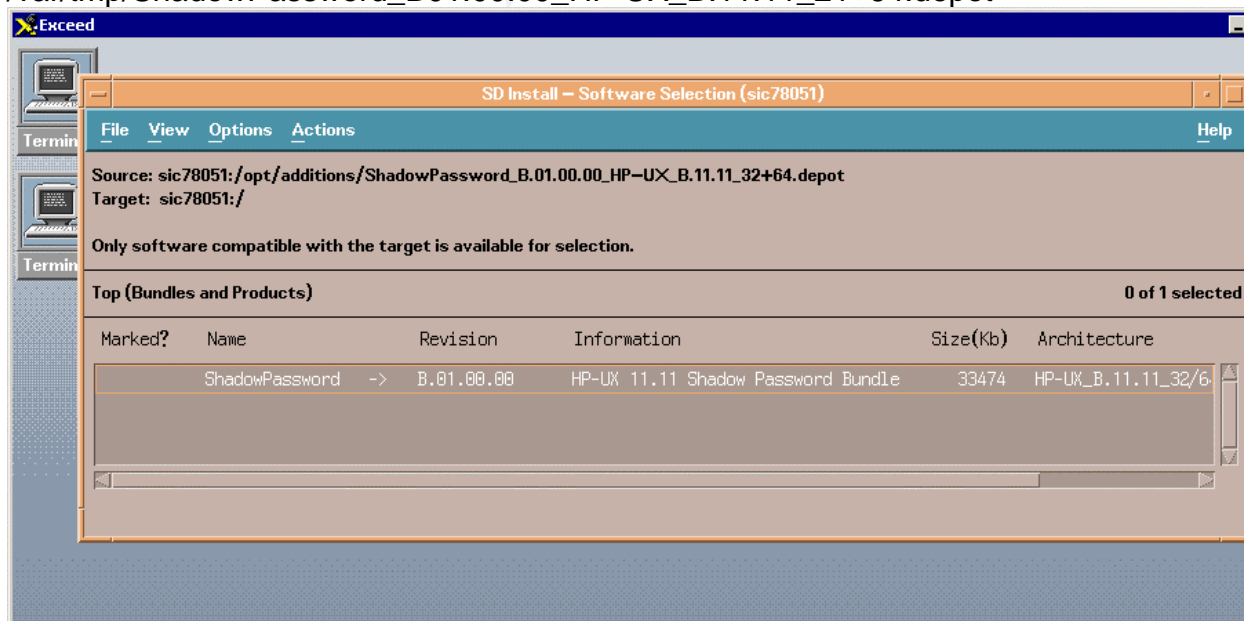 Exceed
SD Install – Software Selection (sic78051)
File View Options Actions Help
Source: sic78051:/opt/additions/ShadowPassword_B.01.00.00_HP–UX_B.11.11_32+64.depot
Target: sic78051:/
Only software compatible with the target is available for selection.
Top (Bundles and Products) 0 of 1 selected
Marked? Name Revision Information Size(Kb) Architecture
ShadowPassword -> B.01.00.00 HP-UX 11.11 Shadow Password Bundle 33474 HP-UX_B.11.11_32/6
Termin
Termin